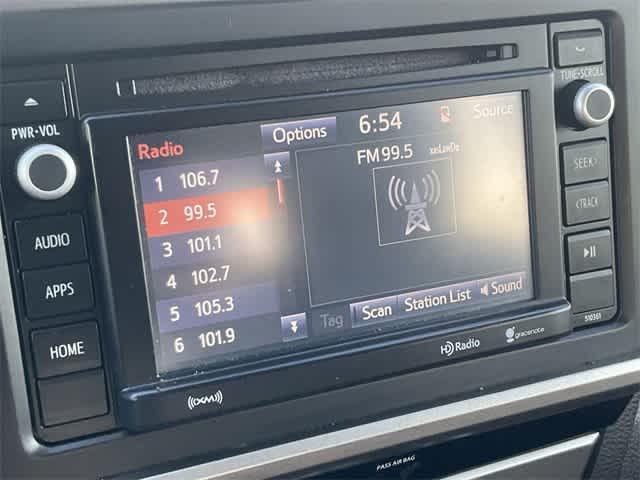 PWR•VOL
AUDIO
APPS
HOME
Radio
Options
6:54
Source
1 106.7
2 99.5
3 101.1
4 102.7
5 105.3
6 101.9
FM 99.5
Tag
Scan
Station List
Sound
((XM))
HD Radio
gracenote
TUNE•SCROLL
SEEK>
<TRACK
510361
PASS AIR BAG